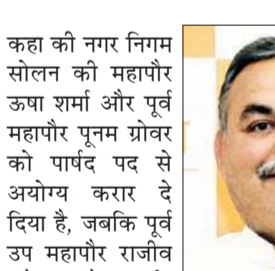 कहा की नगर निगम
सोलन की महापौर
ऊषा शर्मा और पूर्व
महापौर पूनम ग्रोवर
को पार्षद पद से
अयोग्य करार दे
दिया है, जबकि पूर्व
उप महापौर राजीव